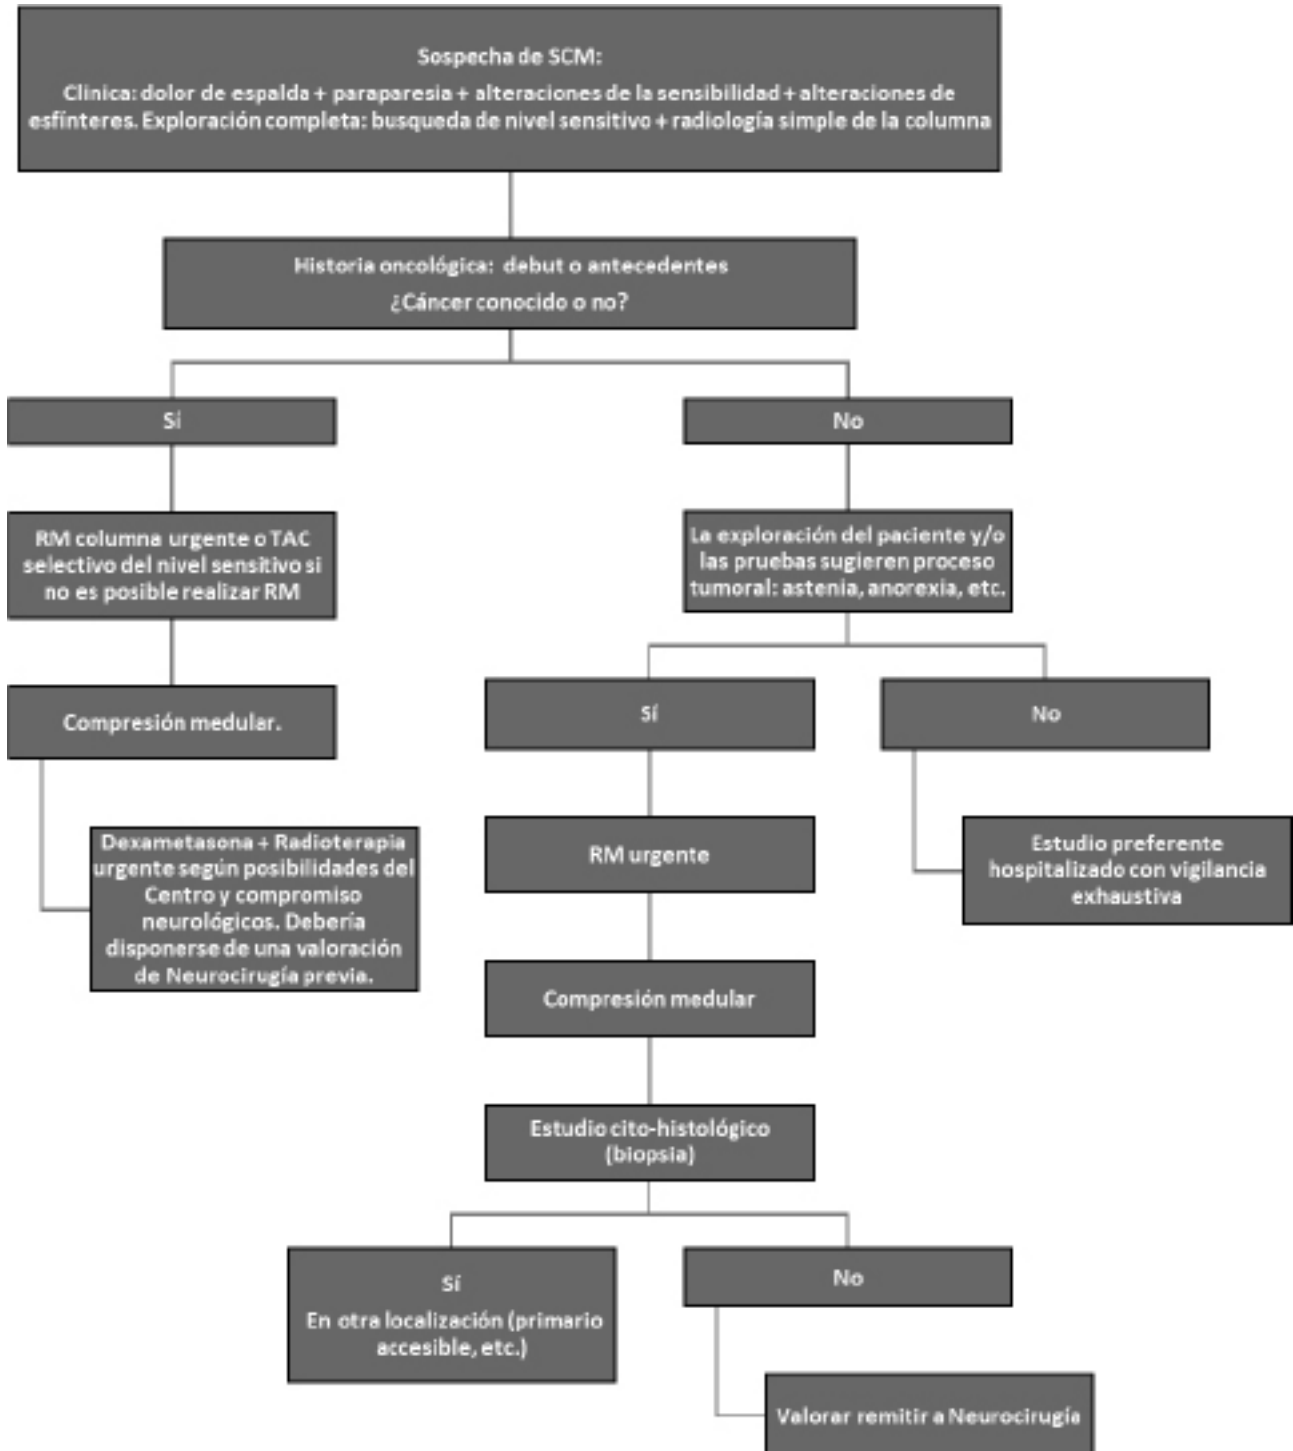 Sospecha de SCM:
Clinica: dolor de espalda + paraparesia + alteraciones de la sensibilidad + alteraciones de
esfínteres. Exploración completa: busqueda de nivel sensitivo + radiología simple de la columna
Historia oncológica: debut o antecedentes
¿Cáncer conocido o no?
Sí
No
RM columna urgente o TAC
selectivo del nivel sensitivo si
no es posible realizar RM
La exploración del paciente y/o
las pruebas sugieren proceso
tumoral: astenia, anorexia, etc.
Compresión medular.
Sí
No
Dexametasona + Radioterapia
urgente según posibilidades del
Centro y compromiso
neurológicos. Debería
disponerse de una valoración
de Neurocirugía previa.
RM urgente
Estudio preferente
hospitalizado con vigilancia
exhaustiva
Compresión medular
Estudio cito-histológico
(biopsia)
Sí
En otra localización (primario
accesible, etc.)
No
Valorar remitir a Neurocirugía